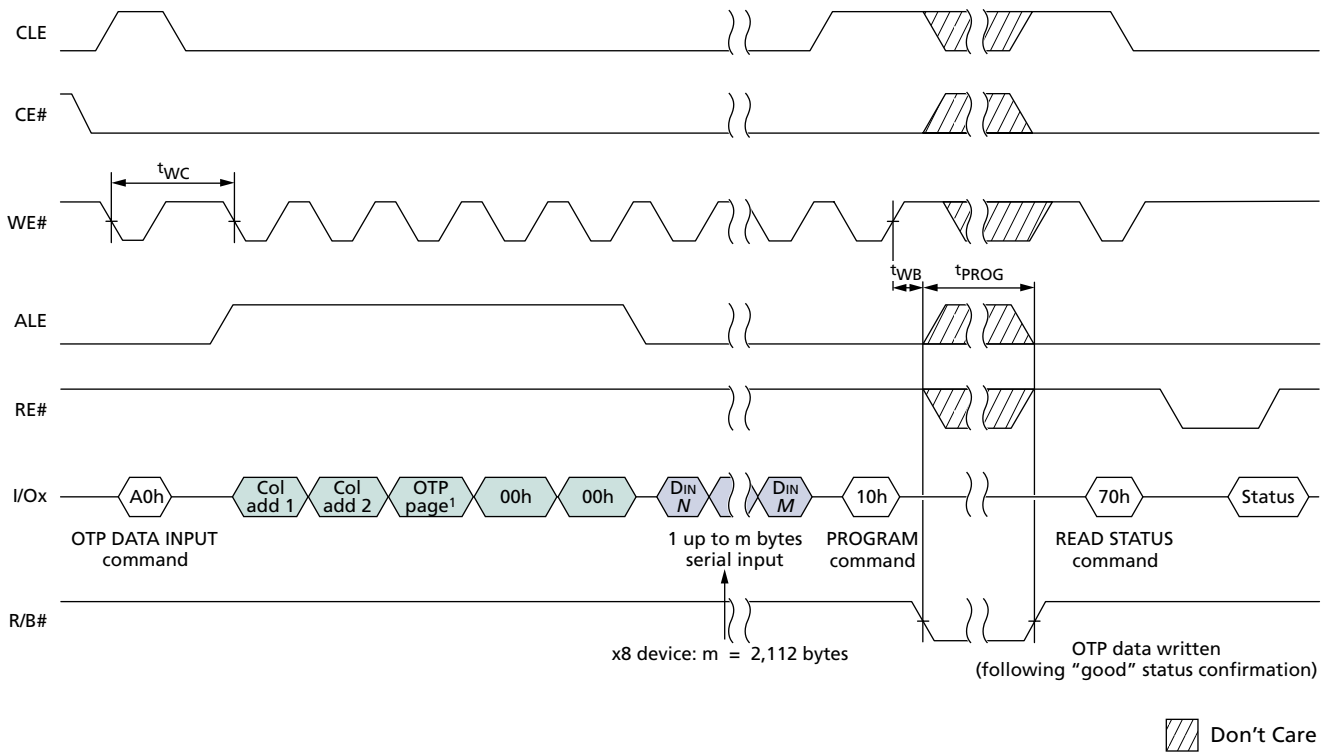 CLE
CE#
tWC
WE#
tWB
tPROG
ALE
RE#
I/Ox
A0h
Col
add 1
Col
add 2
OTP
page1
00h
00h
DIN
N
DIN
M
10h
70h
Status
OTP DATA INPUT
command
1 up to m bytes
serial input
PROGRAM
command
READ STATUS
command
R/B#
x8 device: m = 2,112 bytes
OTP data written
(following “good” status confirmation)
Don't Care